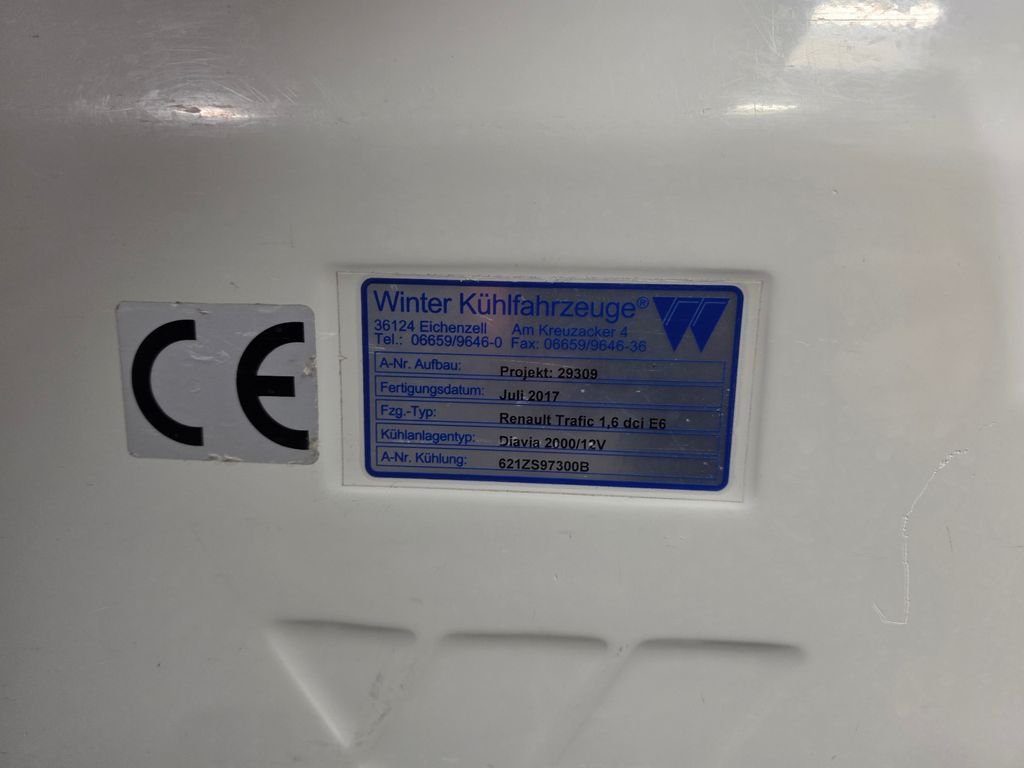 CE
Winter Kühlfahrzeuge®
36124 Eichenzell Am Kreuzacker 4
Tel.: 06659/9646-0 Fax: 06659/9646-36
A-Nr. Aufbau: Projekt: 29309
Fertigungsdatum: Juli 2017
Fzg.-Typ: Renault Trafic 1,6 dci E6
Kühlanlagentyp: Diavia 2000/12V
A-Nr. Kühlung: 621ZS97300B